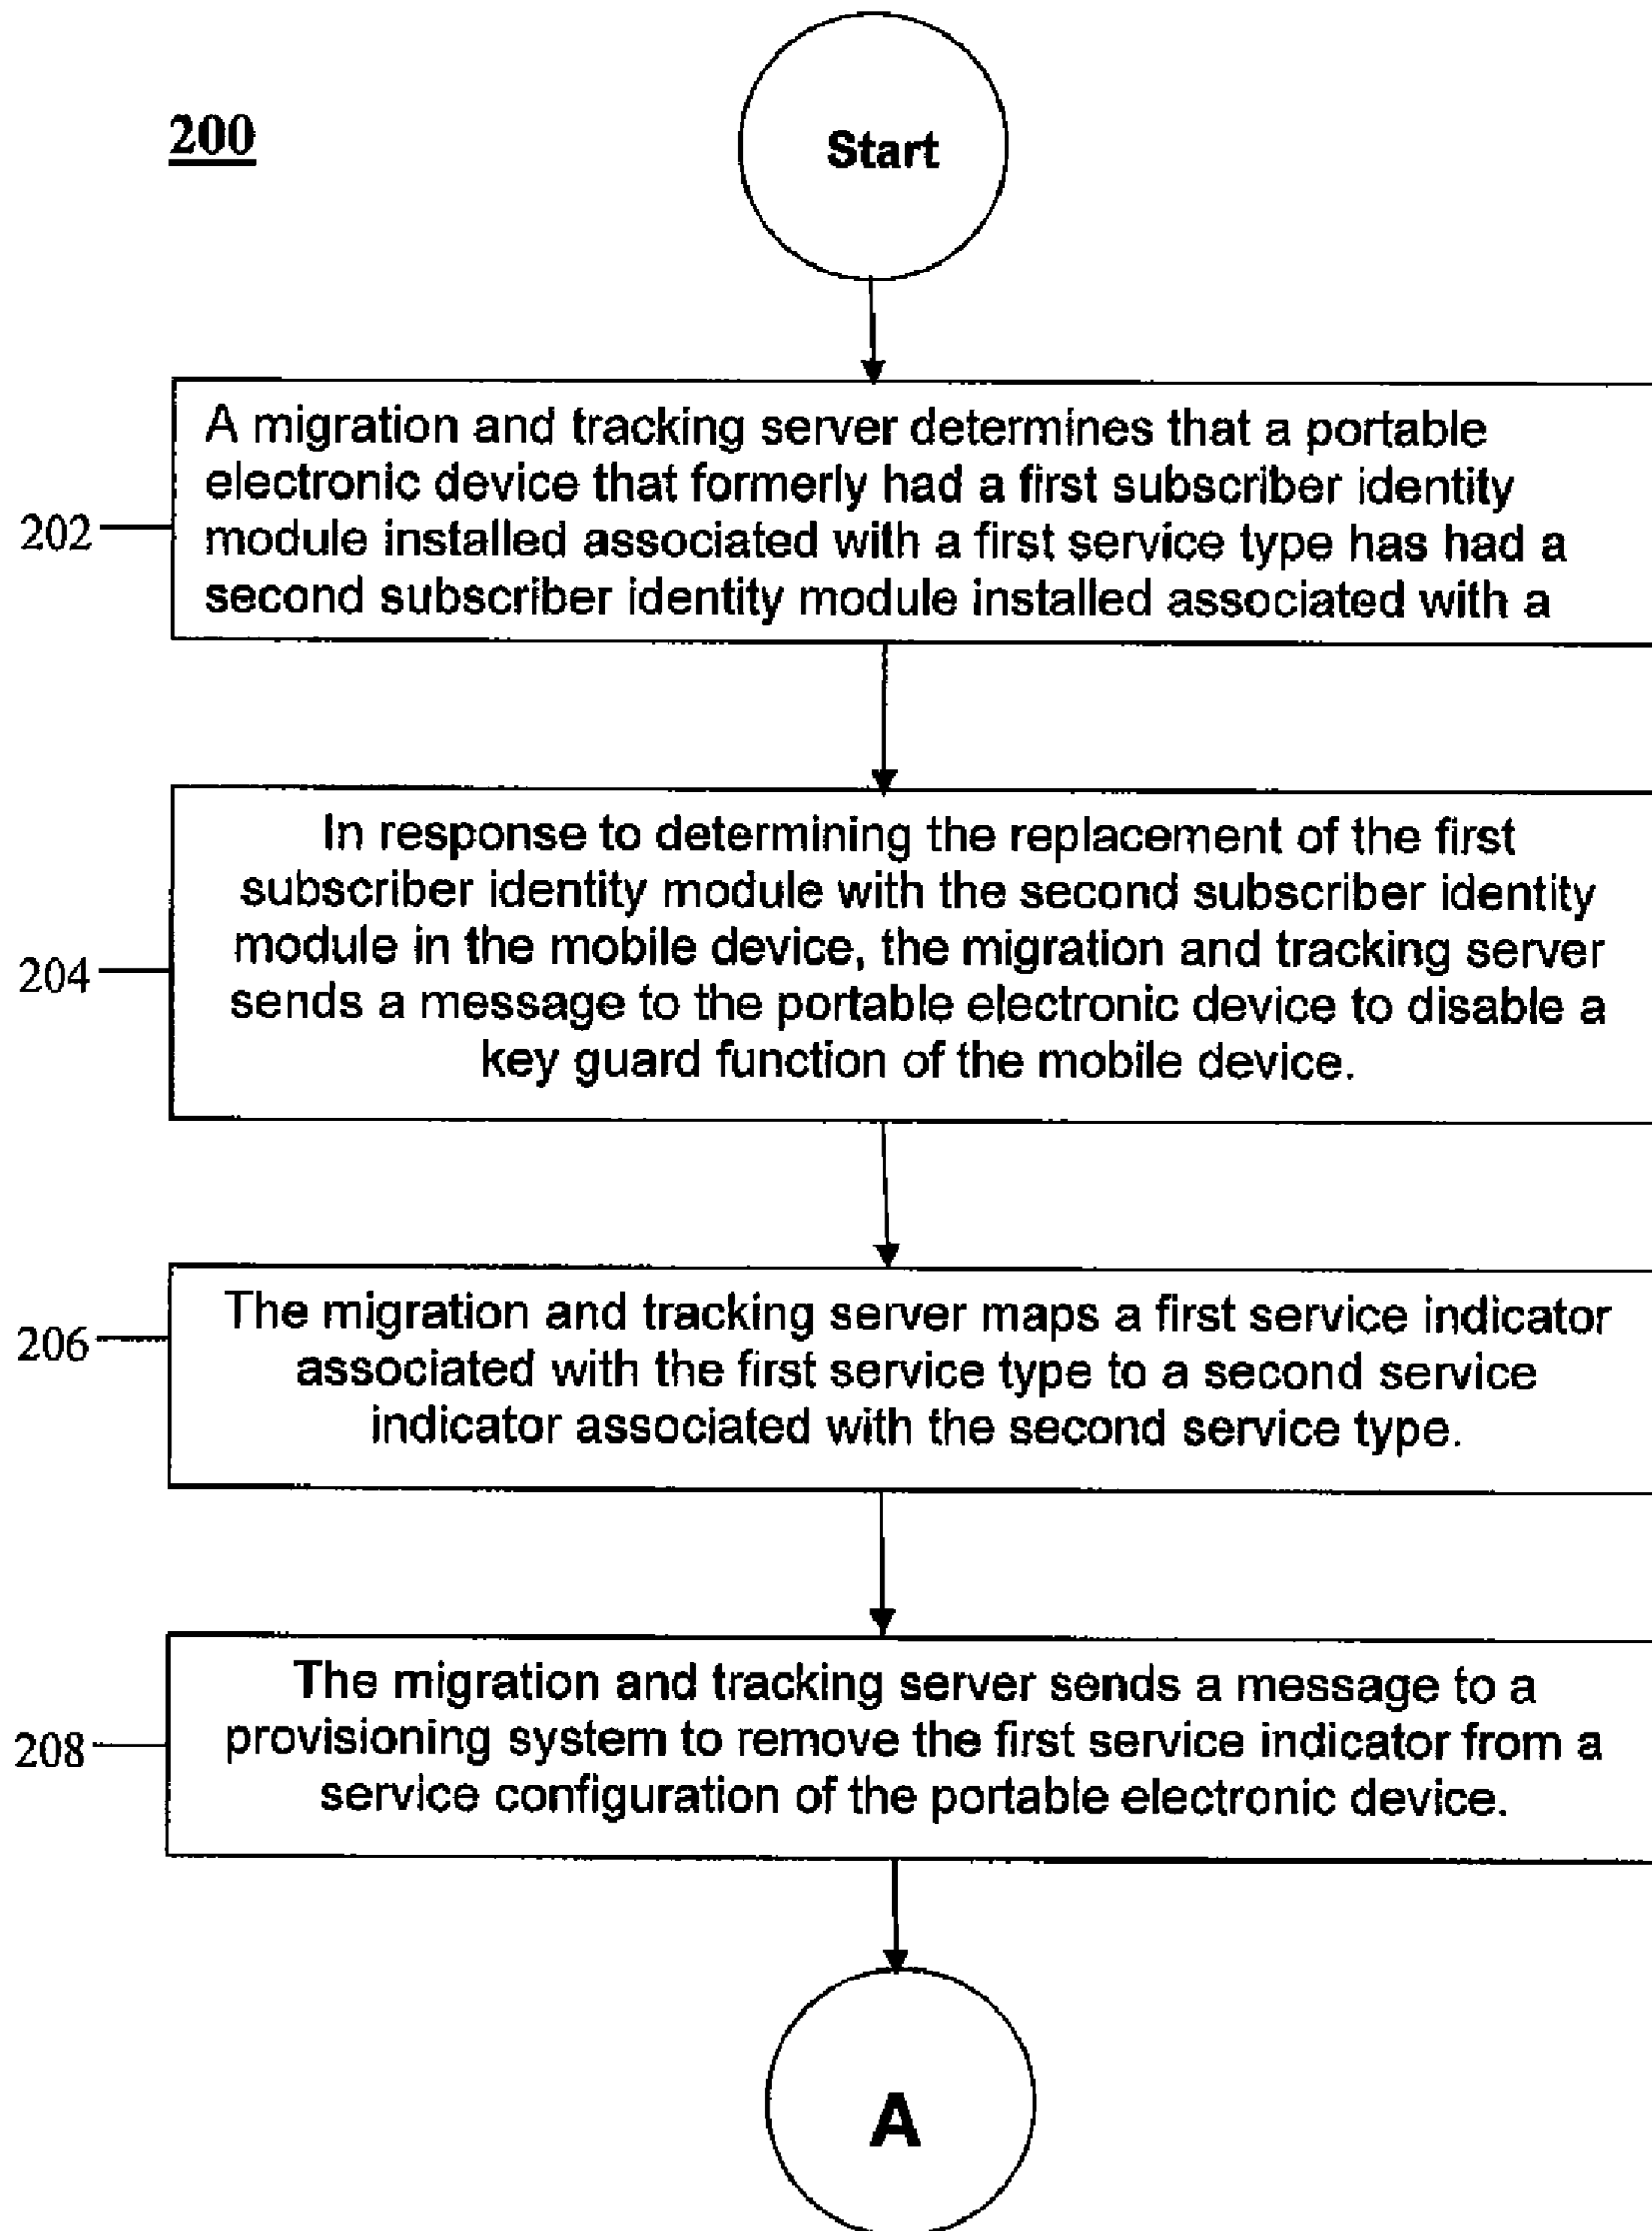 200
Start
A migration and tracking server determines that a portable
electronic device that formerly had a first subscriber identity
module installed associated with a first service type has had a
second subscriber identity module installed associated with a
202
In response to determining the replacement of the first
subscriber identity module with the second subscriber identity
module in the mobile device, the migration and tracking server
sends a message to the portable electronic device to disable a
key guard function of the mobile device.
204
The migration and tracking server maps a first service indicator
associated with the first service type to a second service
indicator associated with the second service type.
206
The migration and tracking server sends a message to a
provisioning system to remove the first service indicator from a
service configuration of the portable electronic device.
208
A